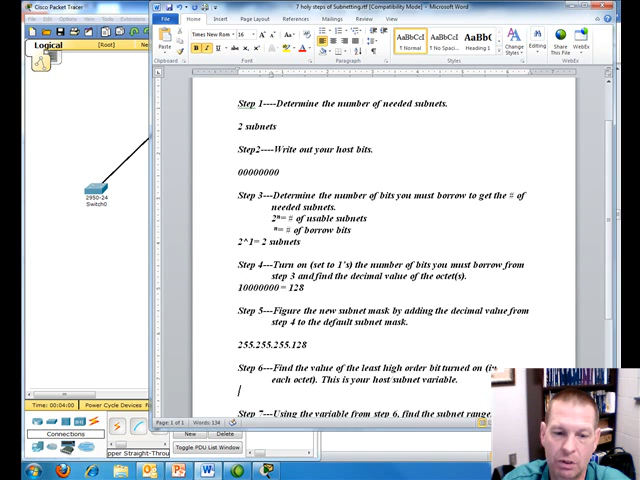 Cisco Packet Tracer
7 holy steps of Subnetting.rtf [Compatibility Mode] - Microsoft Word
File
Home
Insert
Page Layout
References
Mailings
Review
View
Logical
[Root]
Paste
Times New Rom
16
AaBbCcI
AaBbCcI
AaBb(
¶ Normal
¶ No Spacing
Heading 1
Change Styles
Editing
Share This File
WebEx
Clipboard
Font
Paragraph
Styles
WebEx
Step 1----Determine the number of needed subnets.
2 subnets
Step2----Write out your host bits.
00000000
Step 3---Determine the number of bits you must borrow to get the # of
needed subnets.
2ⁿ= # of usable subnets
ⁿ= # of borrow bits
2^1= 2 subnets
Step 4---Turn on (set to 1's) the number of bits you must borrow from
step 3 and find the decimal value of the octet(s).
10000000 = 128
Step 5---Figure the new subnet mask by adding the decimal value from
step 4 to the default subnet mask.
255.255.255.128
Step 6---Find the value of the least high order bit turned on
each octet). This is your host/subnet variable.
Step 7---Using the variable from step 6, find the subnet range
2950-24
Switch0
Time: 00:04:00
Power Cycle Devices
Page: 1 of 1
Words: 134
Connections
New
Delete
Toggle PDU List Window
pper Straight-Throu
Start